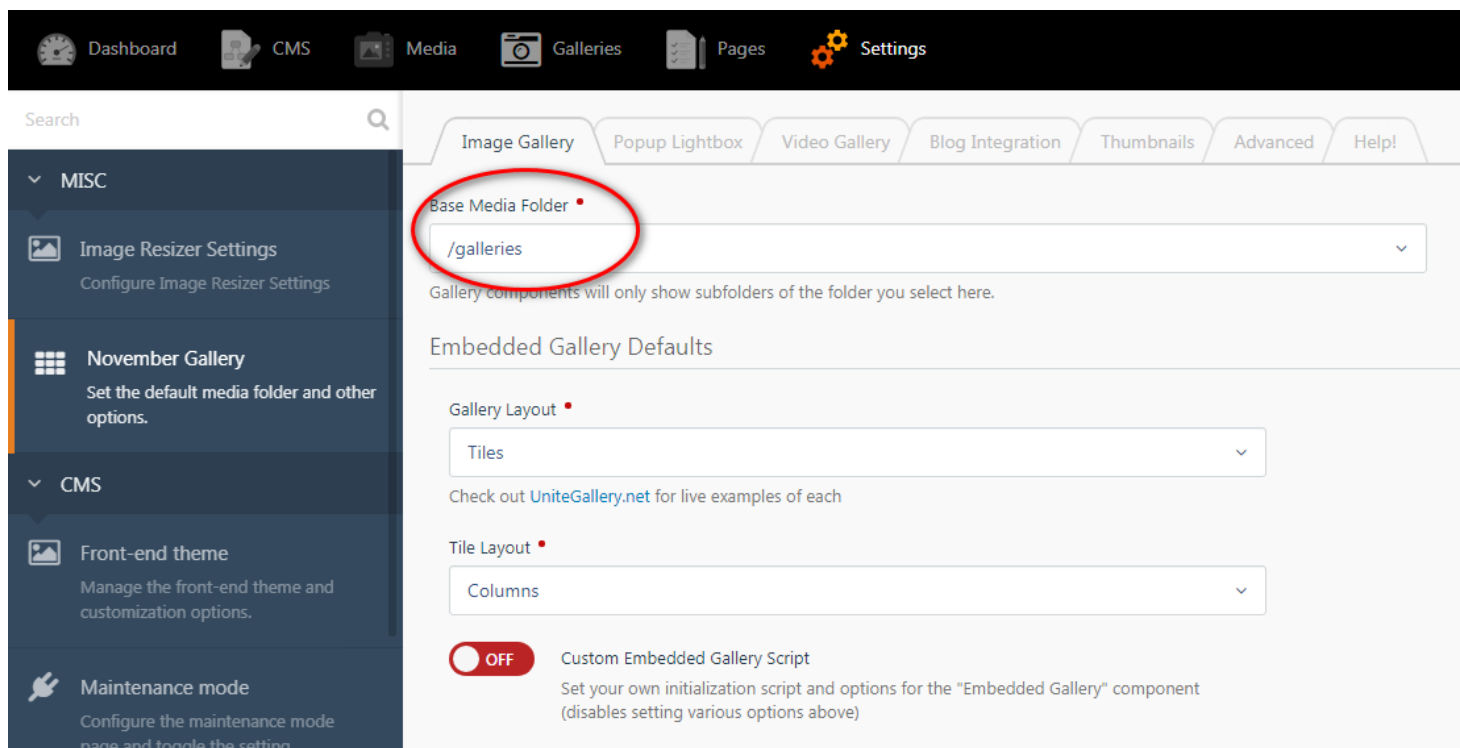 Dashboard CMS Media Galleries Pages Settings
Search
Image Gallery Popup Lightbox Video Gallery Blog Integration Thumbnails Advanced Help!
MISC
Image Resizer Settings
Configure Image Resizer Settings
November Gallery
Set the default media folder and other
options.
CMS
Front-end theme
Manage the front-end theme and
customization options.
Maintenance mode
Configure the maintenance mode
page and toggle the setting
Base Media Folder
/galleries
Gallery components will only show subfolders of the folder you select here.
Embedded Gallery Defaults
Gallery Layout
Tiles
Check out UniteGallery.net for live examples of each
Tile Layout
Columns
OFF
Custom Embedded Gallery Script
Set your own initialization script and options for the "Embedded Gallery" component
(disables setting various options above)